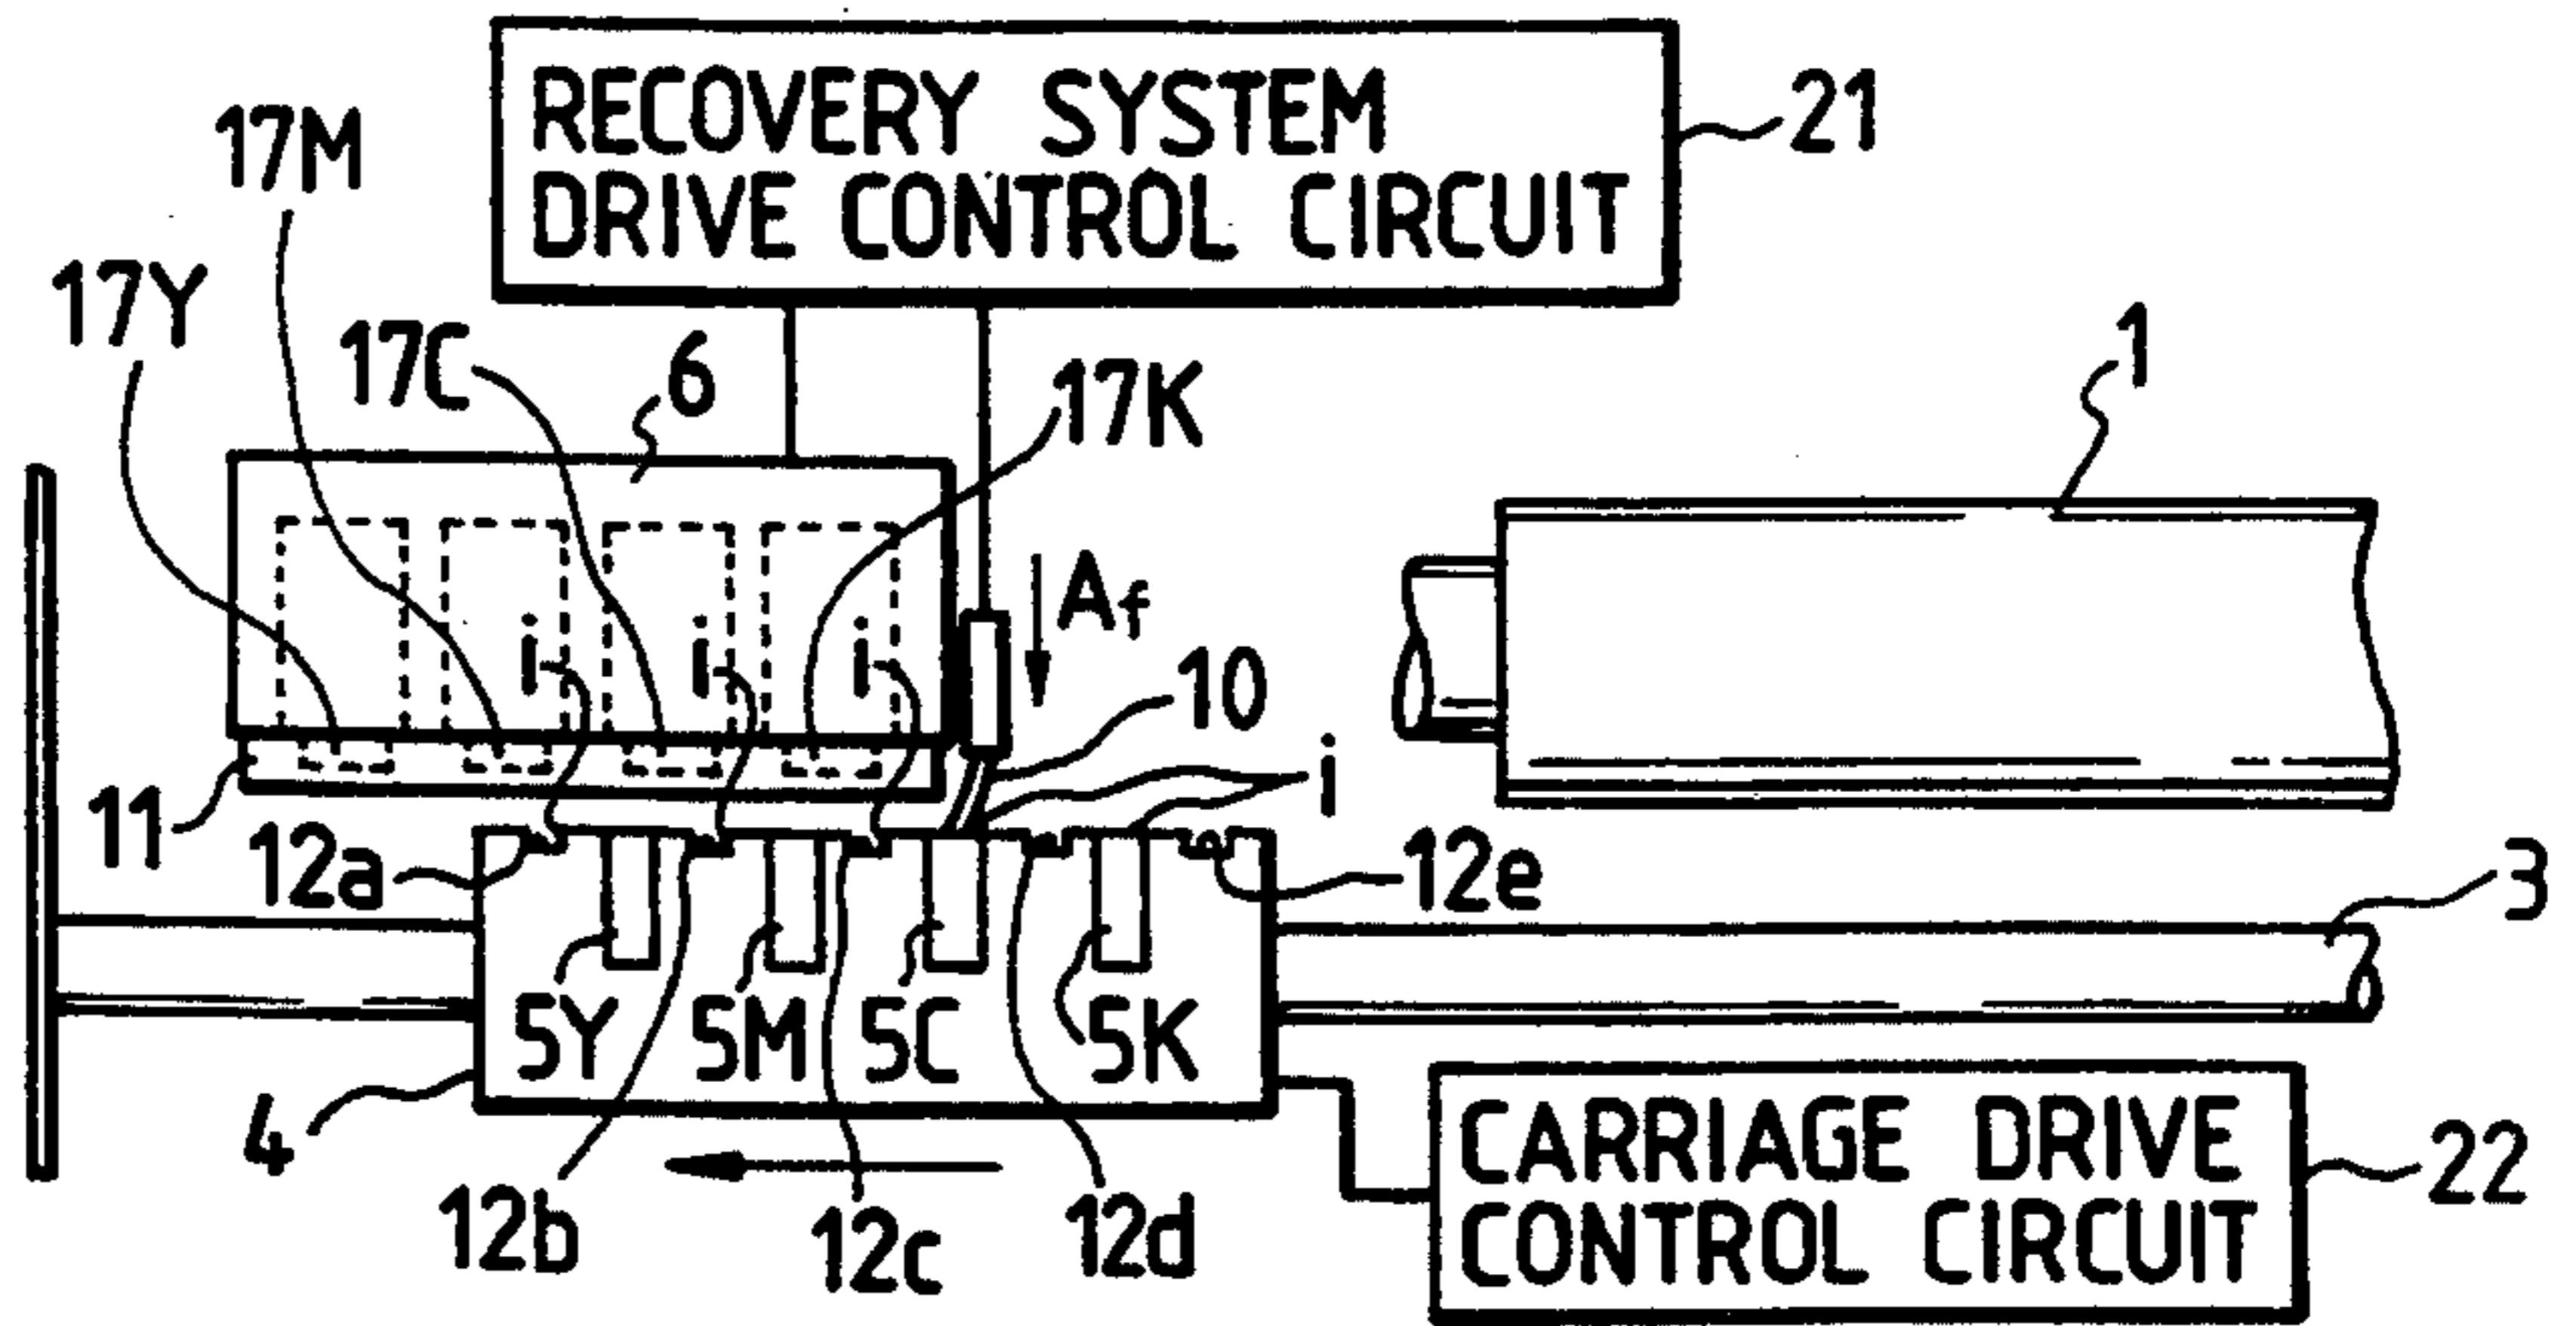 RECOVERY SYSTEM
DRIVE CONTROL CIRCUIT
21
17M
17Y
17C
6
17K
1
Af
i
i
i
10
i
11
12a
12e
3
5Y
5M
5C
5K
4
12b
12c
12d
CARRIAGE DRIVE
CONTROL CIRCUIT
22